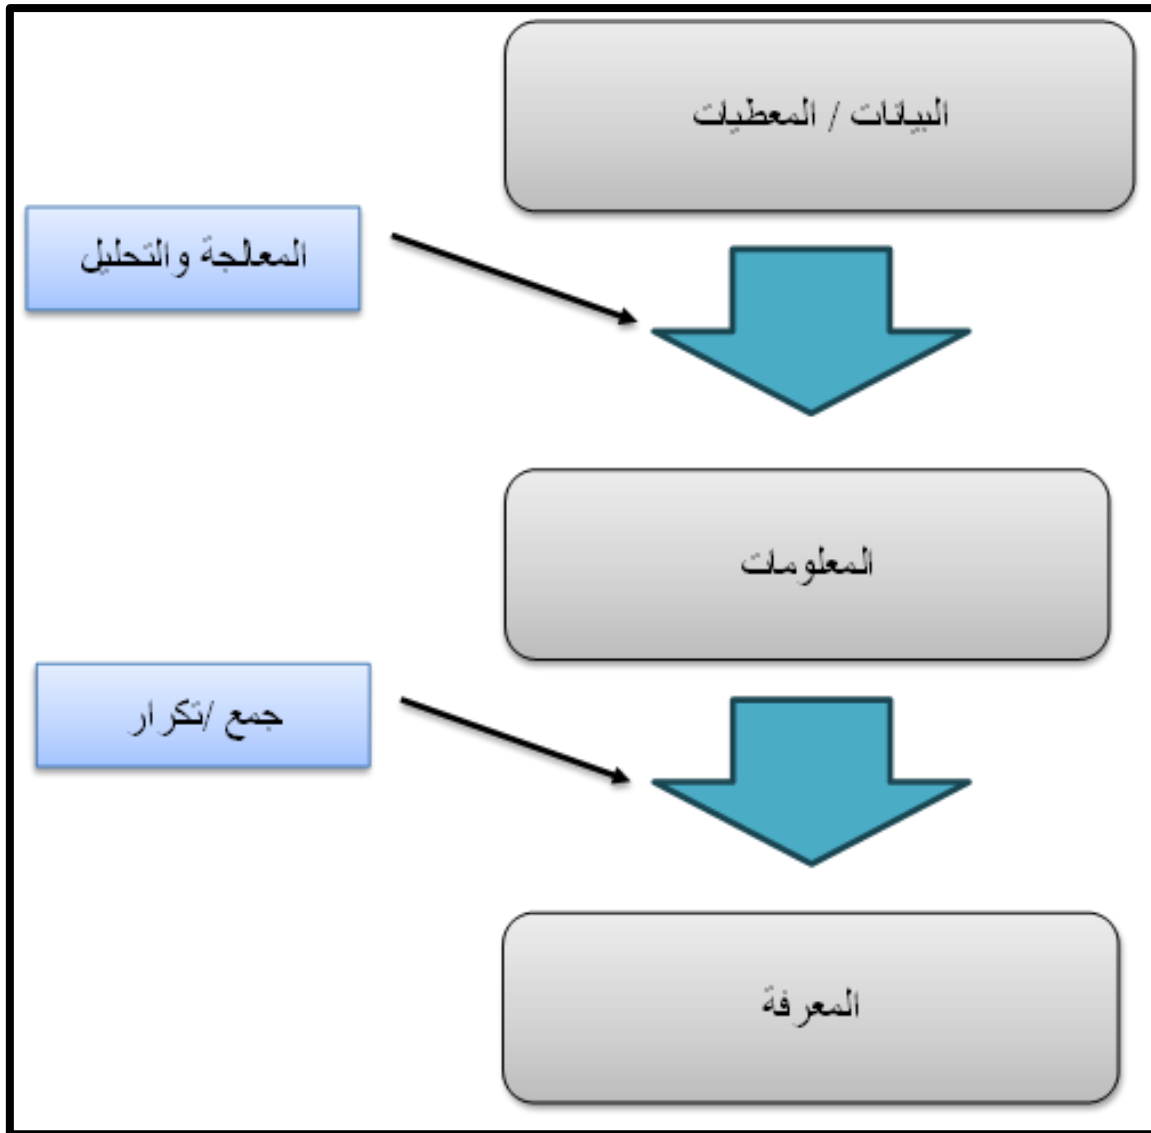 البيانات / المعطيات
المعالجة والتحليل
المعلومات
جمع /تكرار
المعرفة